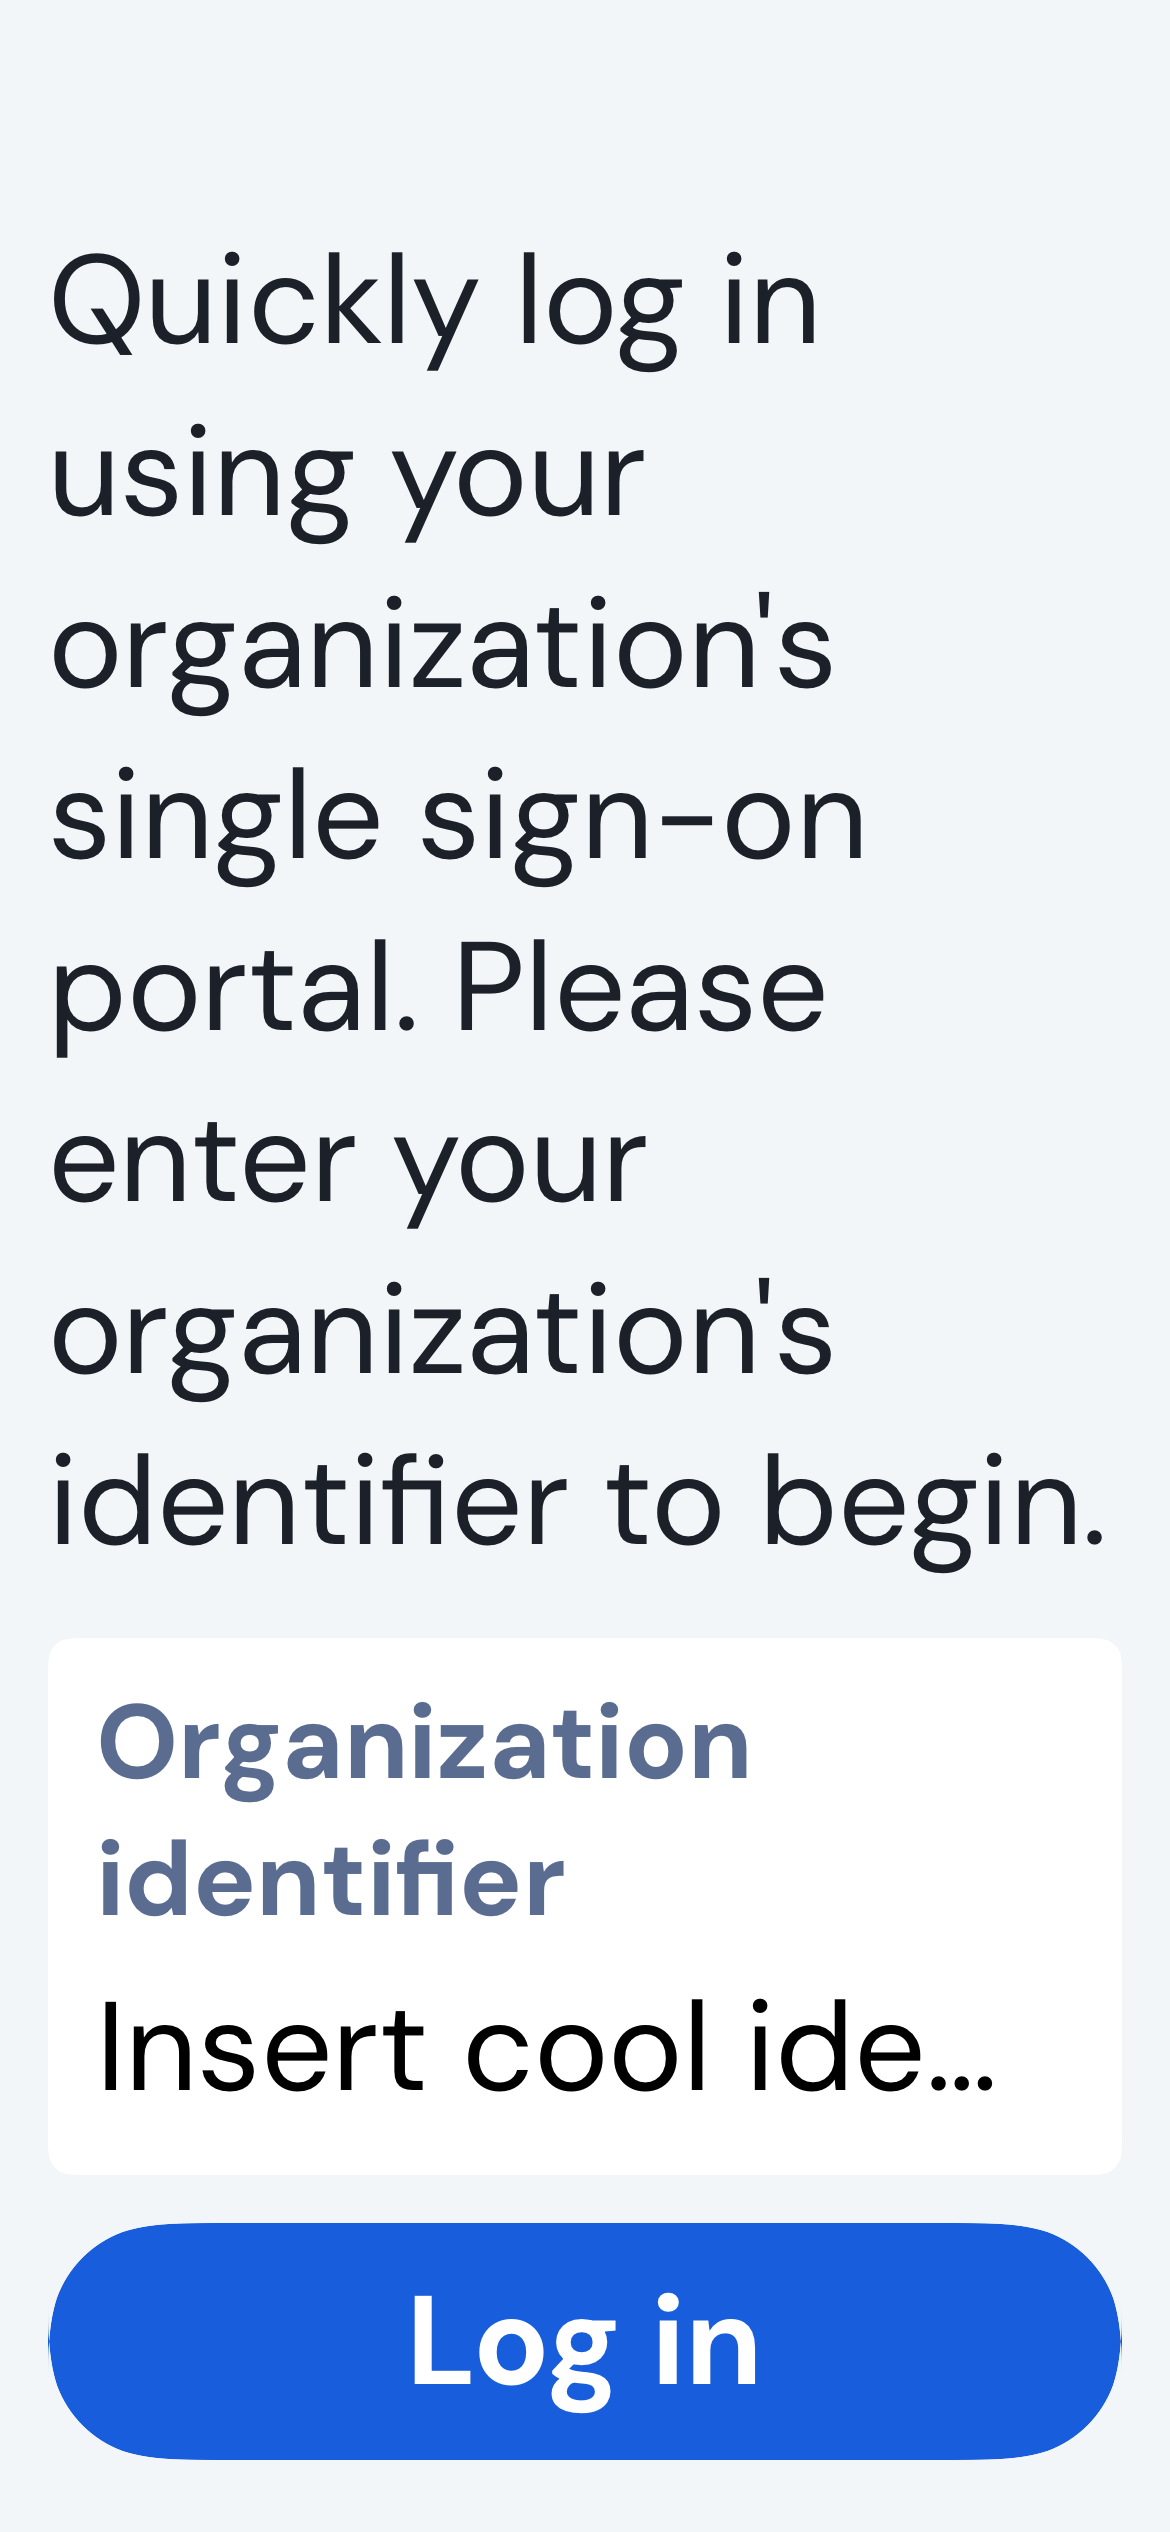 Quickly log in
using your
organization's
single sign-on
portal. Please
enter your
organization's
identifier to begin.
Organization
identifier
Insert cool ide...
Log in